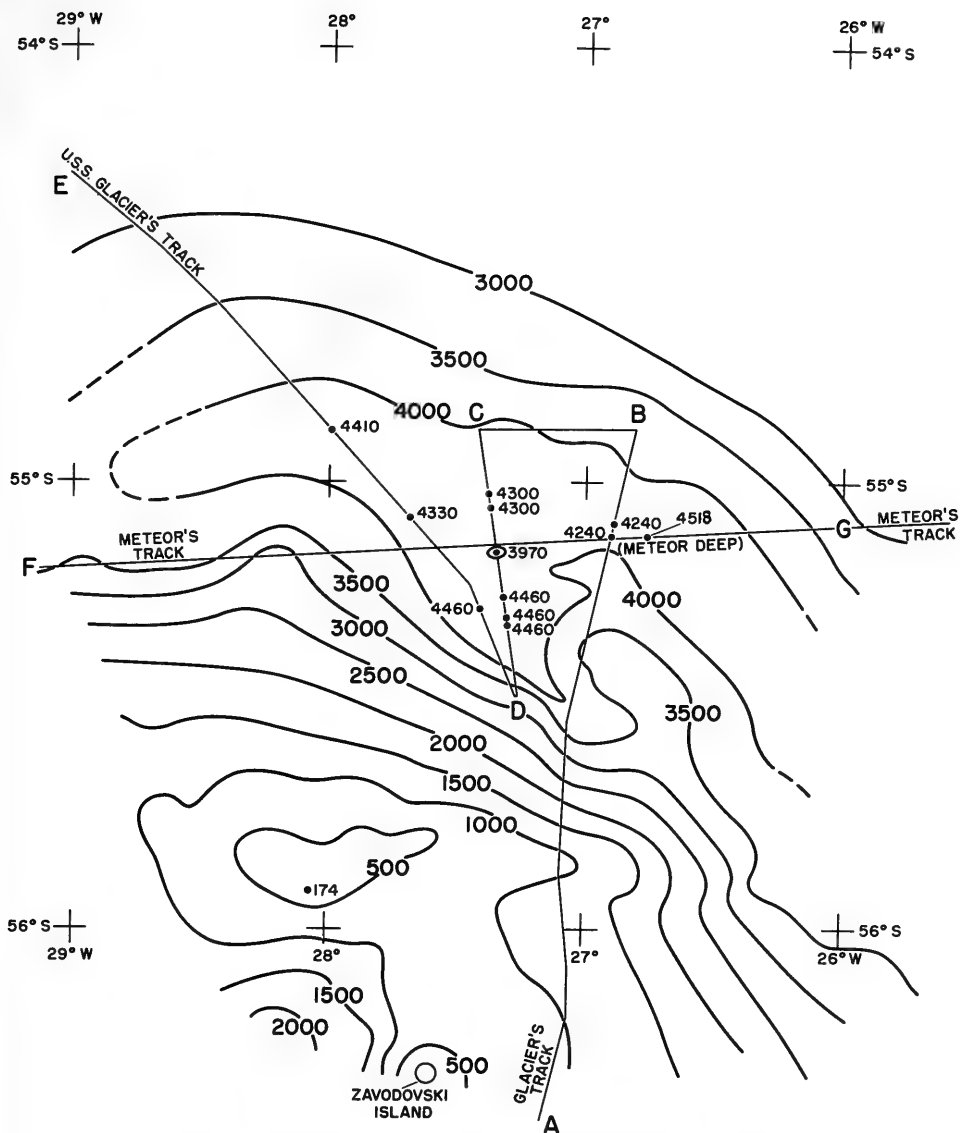 29° W
28°
27°
26° W
54° S
54° S
U.S.S. GLACIER'S TRACK
E
3000
3500
4000
C
B
4410
55° S
55° S
4300
4300
4330
4240
4518
METEOR'S
TRACK
G
METEOR'S
TRACK
4240
(METEOR DEEP)
3970
F
3500
4000
4460
4460
4460
4460
3000
2500
D
3500
2000
1500
1000
500
174
56° S
56° S
29° W
28°
27°
26° W
1500
2000
500
GLACIER'S
TRACK
ZAVODOVSKI
ISLAND
A